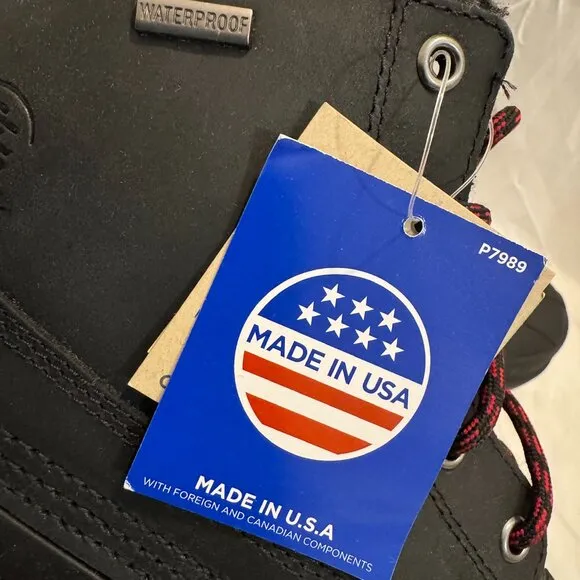 WATERPROOF
P7989
MADE IN USA
MADE IN U.S.A
WITH FOREIGN AND CANADIAN COMPONENTS